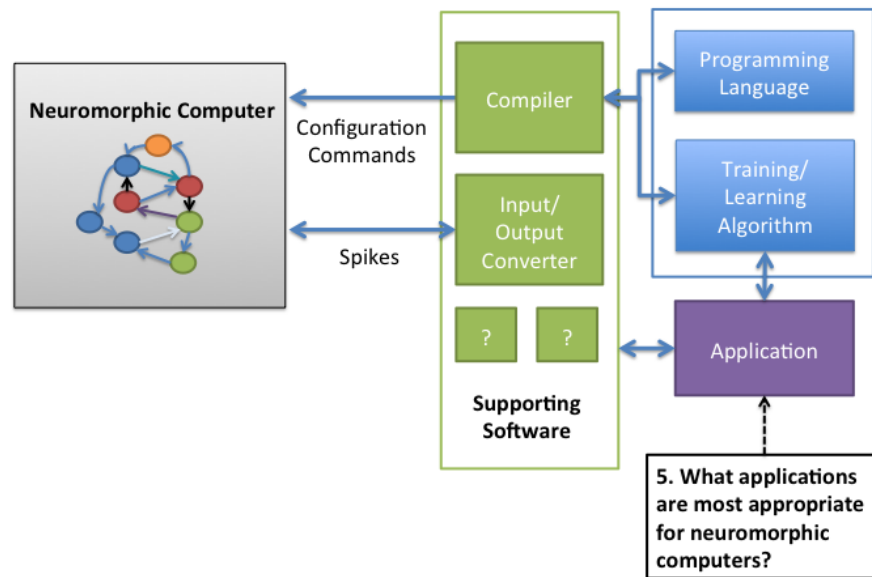 Neuromorphic Computer
Configuration
Commands
Spikes
Compiler
Input/
Output
Converter
?
?
Supporting
Software
Programming
Language
Training/
Learning
Algorithm
Application
5. What applications
are most appropriate
for neuromorphic
computers?